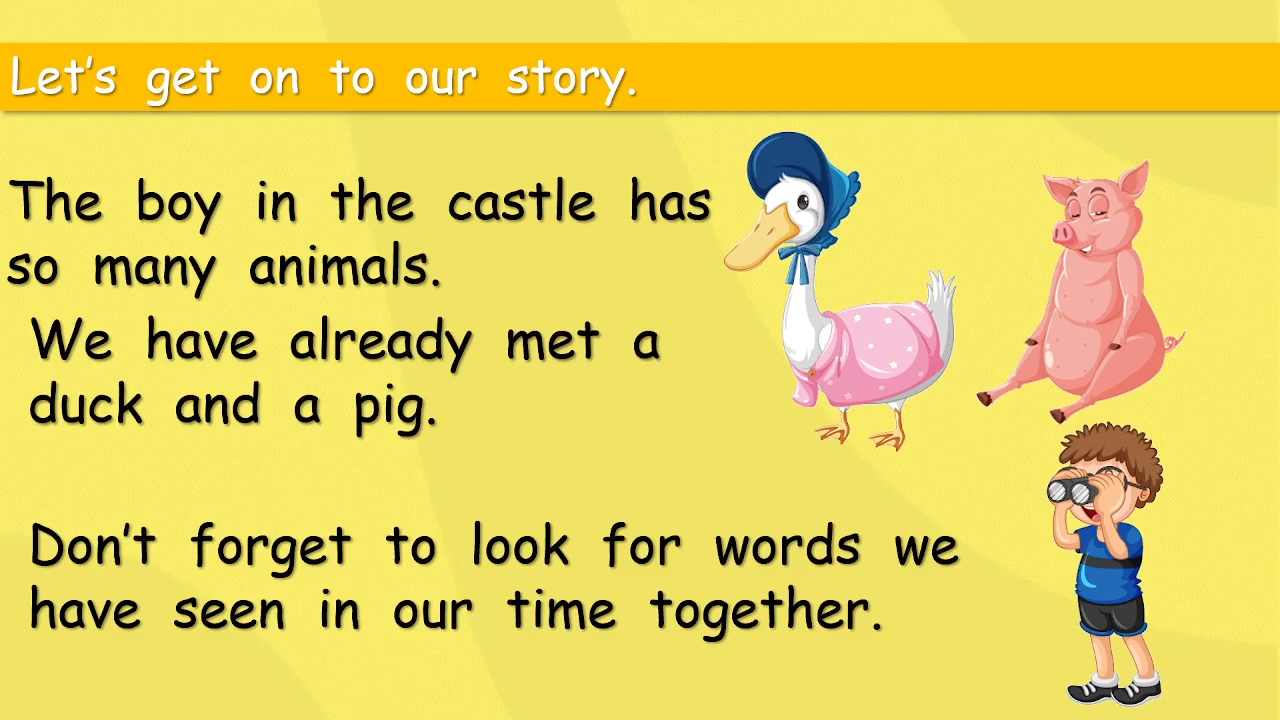 Let's get on to our story.
The boy in the castle has
so many animals.
We have already met a
duck and a pig.
Don't forget to look for words we
have seen in our time together.